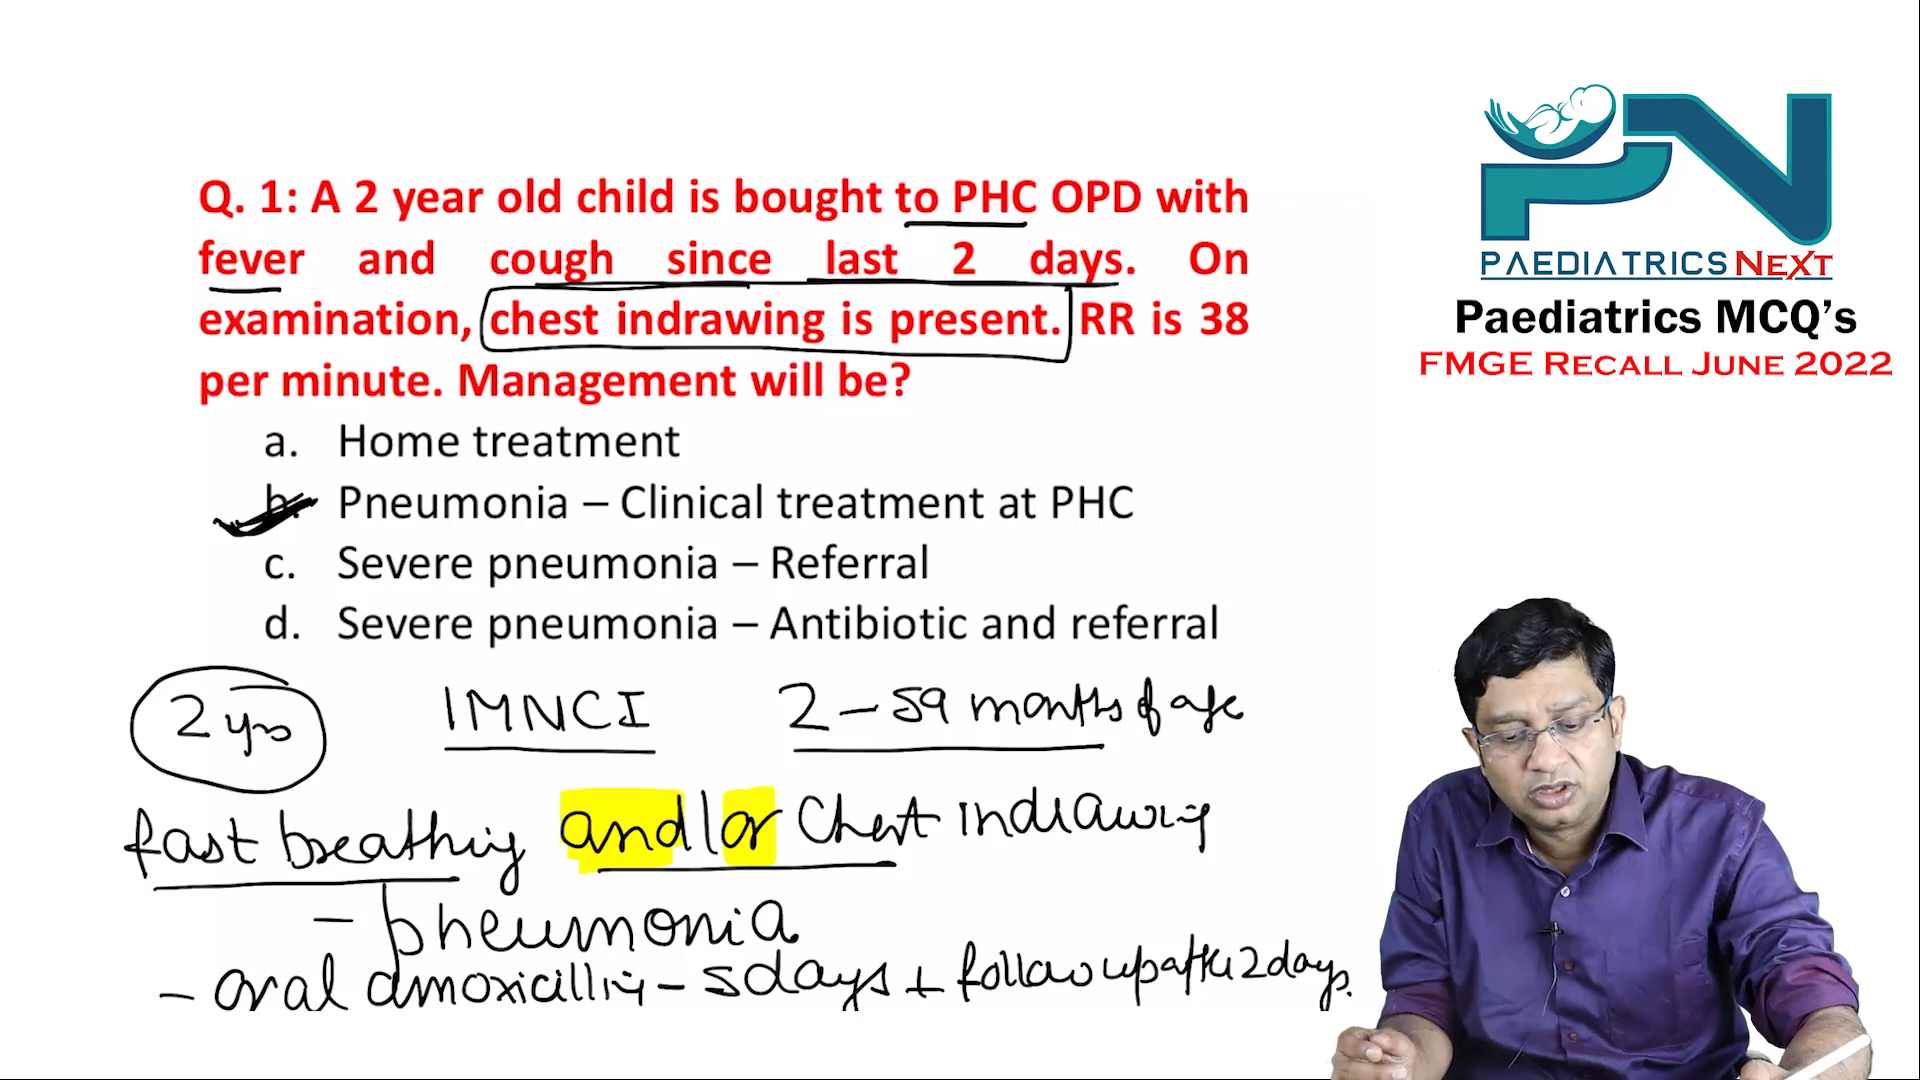 Q. 1: A 2 year old child is bought to PHC OPD with
fever and cough since last 2 days. On
examination, chest indrawing is present. RR is 38
per minute. Management will be?
a. Home treatment
b. Pneumonia – Clinical treatment at PHC
c. Severe pneumonia – Referral
d. Severe pneumonia – Antibiotic and referral
2 yrs IMNCI 2 – 59 months of age
fast breathing and/or Chest indrawing
– pneumonia
– oral amoxicillin – 5 days + follow up after 2 days.
PN
PAEDIATRICS NEXT
Paediatrics MCQ's
FMGE RECALL JUNE 2022